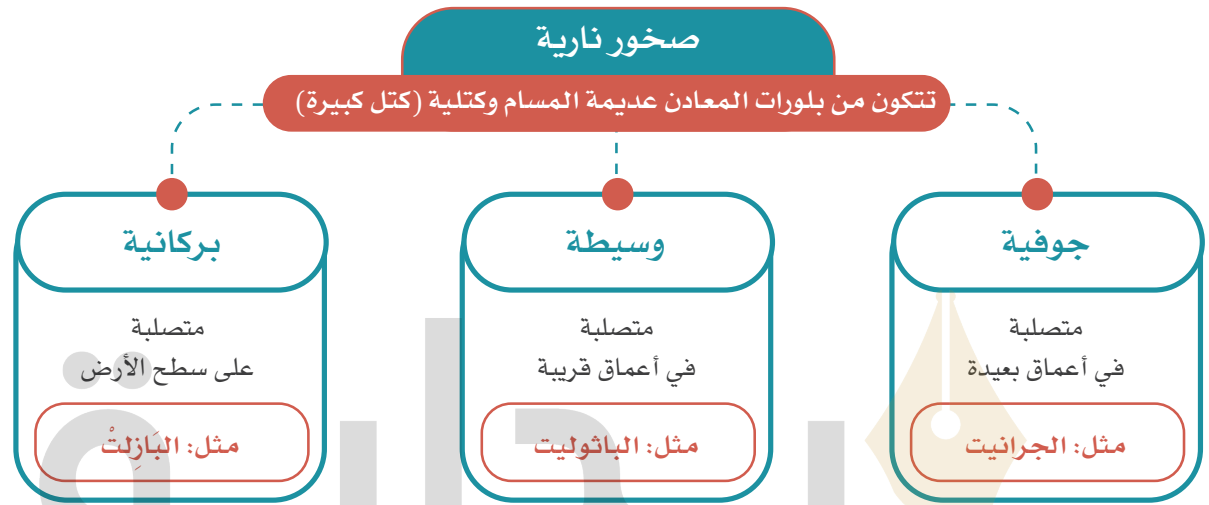 صخور نارية
تتكون من بلورات المعادن عديمة المسام وكتلية (كتل كبيرة)
جوفية
متصلبة
في أعماق بعيدة
مثل: الجرانيت
وسيطة
متصلبة
في أعماق قريبة
مثل: الباثوليت
بركانية
متصلبة
على سطح الأرض
مثل: البَازِلتْ